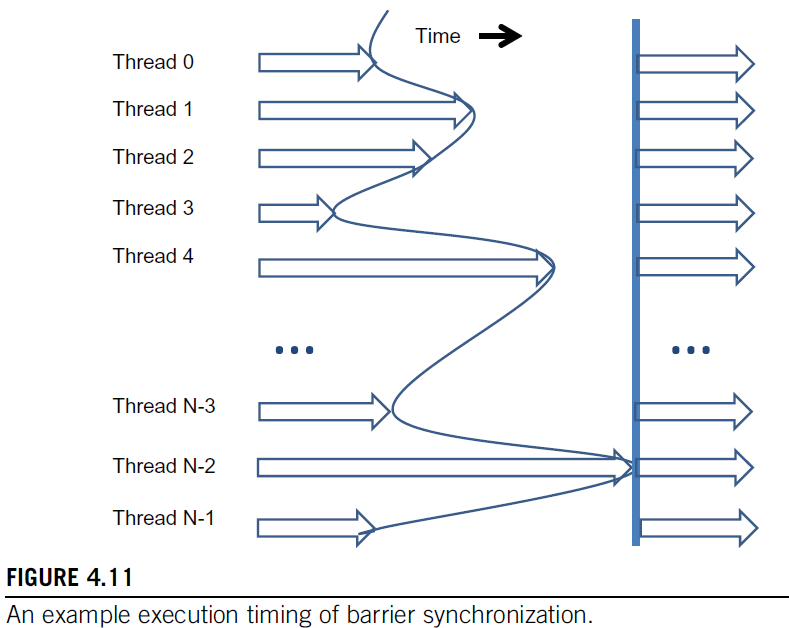 Time
Thread 0
Thread 1
Thread 2
Thread 3
Thread 4
... ...
Thread N-3
Thread N-2
Thread N-1
FIGURE 4.11
An example execution timing of barrier synchronization.